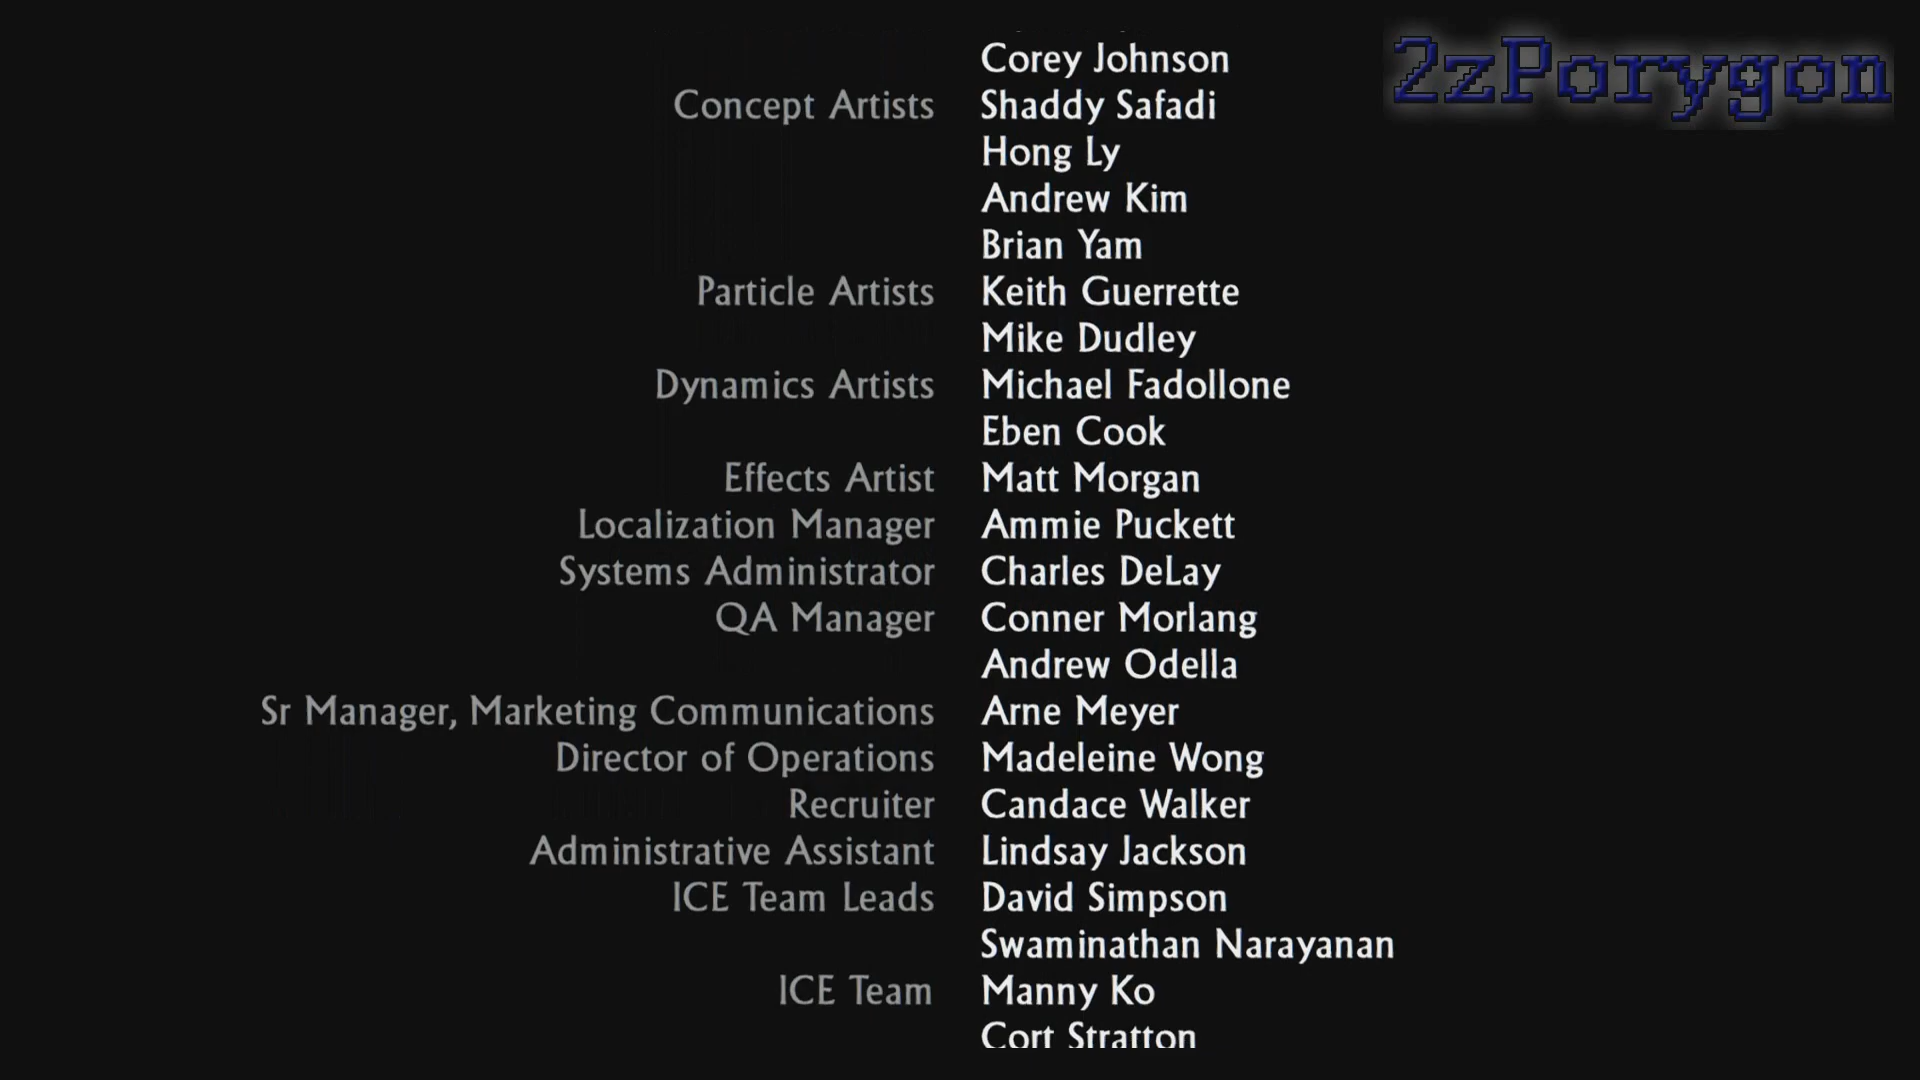 2zPorygon
Corey Johnson
Concept Artists Shaddy Safadi
Hong Ly
Andrew Kim
Brian Yam
Particle Artists Keith Guerrette
Mike Dudley
Dynamics Artists Michael Fadollone
Eben Cook
Effects Artist Matt Morgan
Localization Manager Ammie Puckett
Systems Administrator Charles DeLay
QA Manager Conner Morlang
Andrew Odella
Sr Manager, Marketing Communications Arne Meyer
Director of Operations Madeleine Wong
Recruiter Candace Walker
Administrative Assistant Lindsay Jackson
ICE Team Leads David Simpson
Swaminathan Narayanan
ICE Team Manny Ko
Cort Stratton